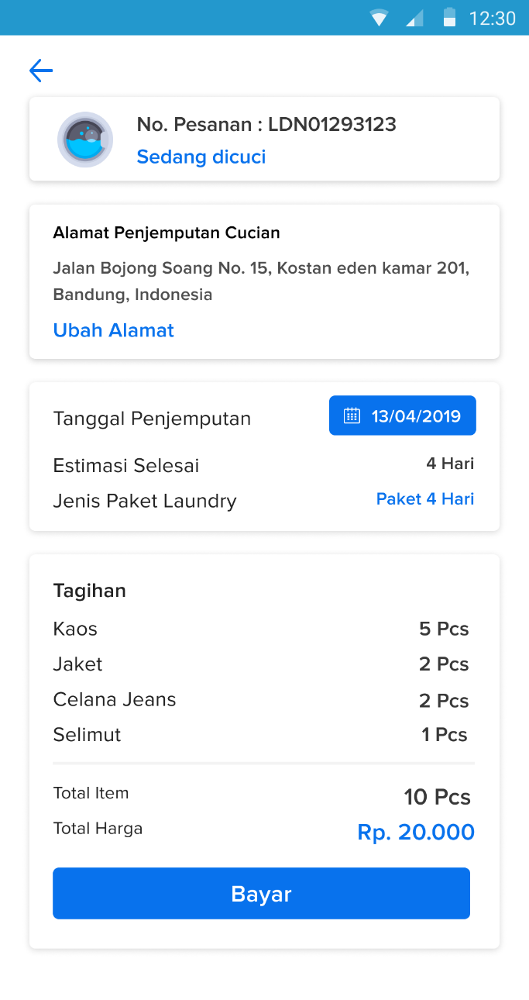 12:30
No. Pesanan : LDN01293123
Sedang dicuci
Alamat Penjemputan Cucian
Jalan Bojong Soang No. 15, Kostan eden kamar 201,
Bandung, Indonesia
Ubah Alamat
Tanggal Penjemputan 13/04/2019
Estimasi Selesai 4 Hari
Jenis Paket Laundry Paket 4 Hari
Tagihan
Kaos 5 Pcs
Jaket 2 Pcs
Celana Jeans 2 Pcs
Selimut 1 Pcs
Total Item 10 Pcs
Total Harga Rp. 20.000
Bayar